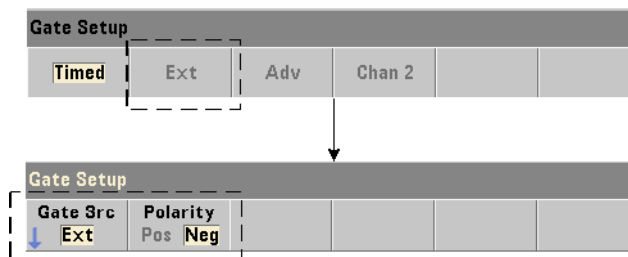 Gate Setup
Timed Ext Adv Chan 2
Gate Setup
Gate Src Polarity
Ext Pos Neg